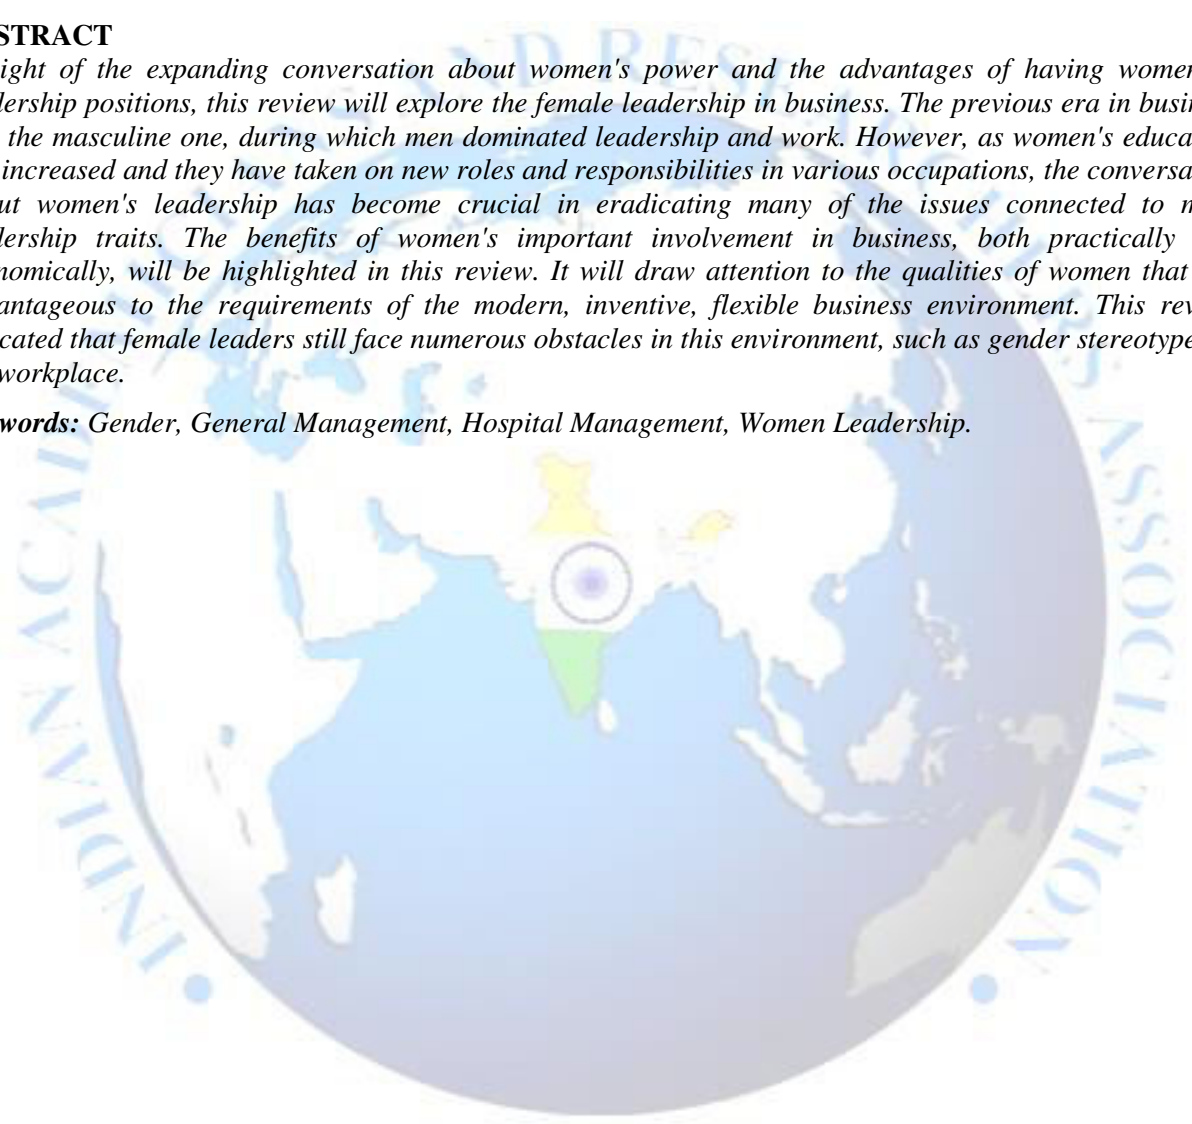 STRACT
ight of the expanding conversation about women's power and the advantages of having women
dership positions, this review will explore the female leadership in business. The previous era in busin
the masculine one, during which men dominated leadership and work. However, as women's educa
increased and they have taken on new roles and responsibilities in various occupations, the conversa
ut women's leadership has become crucial in eradicating many of the issues connected to m
dership traits. The benefits of women's important involvement in business, both practically
nomically, will be highlighted in this review. It will draw attention to the qualities of women that
antageous to the requirements of the modern, inventive, flexible business environment. This rev
cated that female leaders still face numerous obstacles in this environment, such as gender stereotype
workplace.
words: Gender, General Management, Hospital Management, Women Leadership.
INDIAN ACADEMICIANS AND RESEARCHERS ASSOCIATION